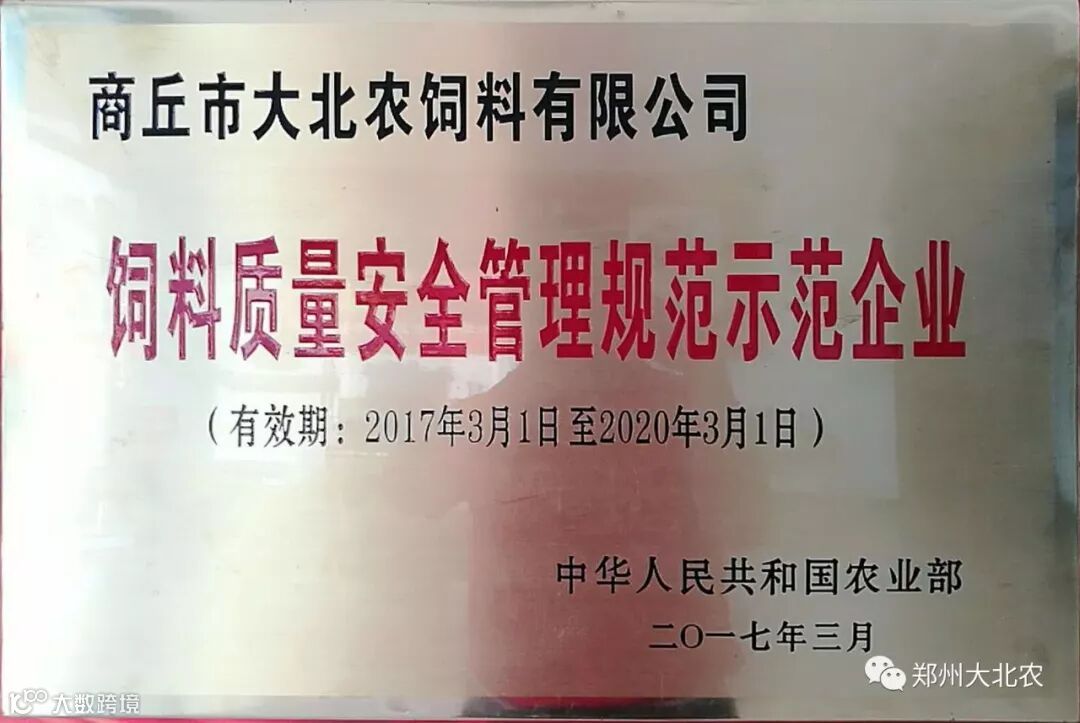 商丘市大北农饲料有限公司
饲料质量安全管理规范示范企业
（有效期：2017年3月1日至2020年3月1日）
中华人民共和国农业部
二〇一七年三月
郑州大北农
大数跨境